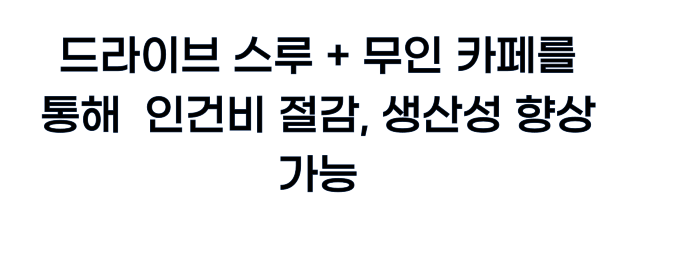 드라이브 스루 + 무인 카페를
통해  인건비 절감, 생산성 향상
가능